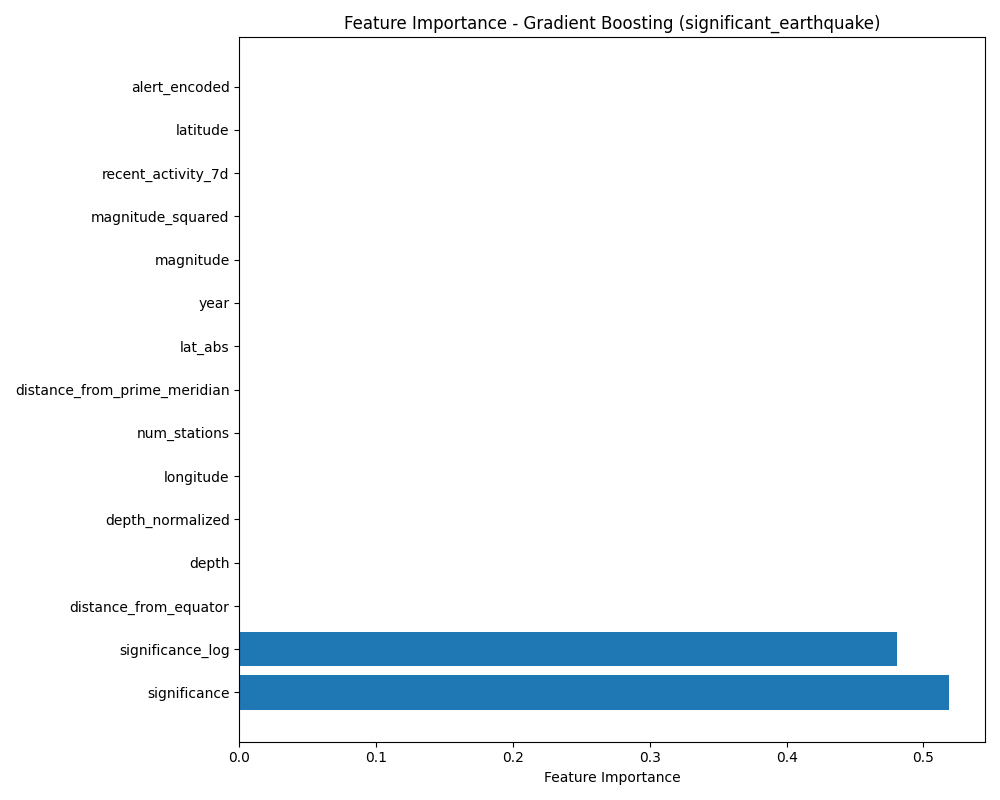 Feature Importance - Gradient Boosting (significant_earthquake)
alert_encoded
latitude
recent_activity_7d
magnitude_squared
magnitude
year
lat_abs
distance_from_prime_meridian
num_stations
longitude
depth_normalized
depth
distance_from_equator
significance_log
significance
0.0 0.1 0.2 0.3 0.4 0.5
Feature Importance